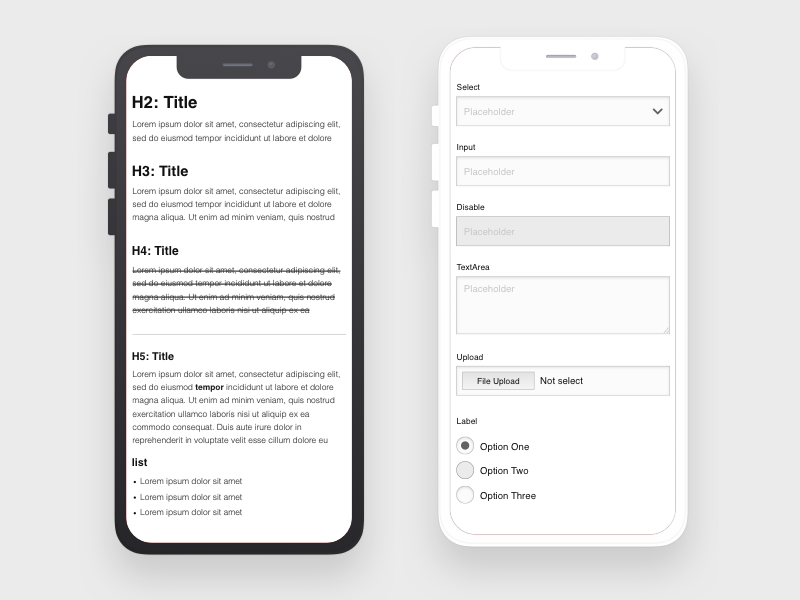 H2: Title
Lorem ipsum dolor sit amet, consectetur adipiscing elit,
sed do eiusmod tempor incididunt ut labore et dolore
H3: Title
Lorem ipsum dolor sit amet, consectetur adipiscing elit,
sed do eiusmod tempor incididunt ut labore et dolore
magna aliqua. Ut enim ad minim veniam, quis nostrud
H4: Title
Lorem ipsum dolor sit amet, consectetur adipiscing elit,
sed do eiusmod tempor incididunt ut labore et dolore
magna aliqua. Ut enim ad minim veniam, quis nostrud
exercitation ullamco laboris nisi ut aliquip ex ea
H5: Title
Lorem ipsum dolor sit amet, consectetur adipiscing elit,
sed do eiusmod tempor incididunt ut labore et dolore
magna aliqua. Ut enim ad minim veniam, quis nostrud
exercitation ullamco laboris nisi ut aliquip ex ea
commodo consequat. Duis aute irure dolor in
reprehenderit in voluptate velit esse cillum dolore eu
list
• Lorem ipsum dolor sit amet
• Lorem ipsum dolor sit amet
• Lorem ipsum dolor sit amet
Select
Placeholder
Input
Placeholder
Disable
Placeholder
TextArea
Placeholder
Upload
File Upload Not select
Label
Option One
Option Two
Option Three